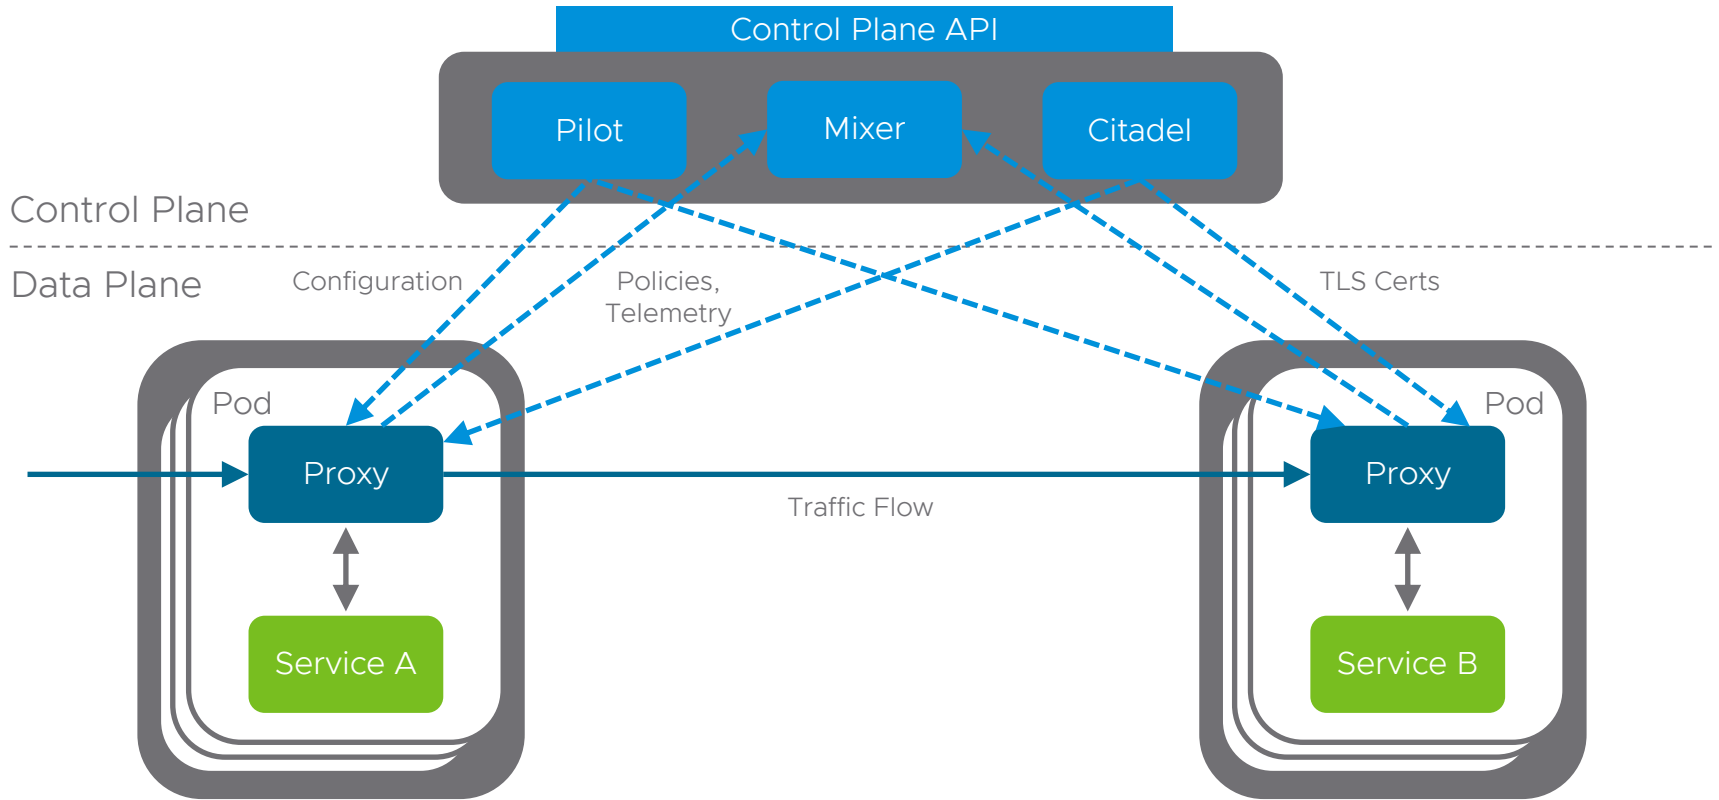 Control Plane API
Pilot
Mixer
Citadel
Control Plane
Data Plane
Configuration
Policies,
Telemetry
TLS Certs
Pod
Pod
Proxy
Proxy
Traffic Flow
Service A
Service B